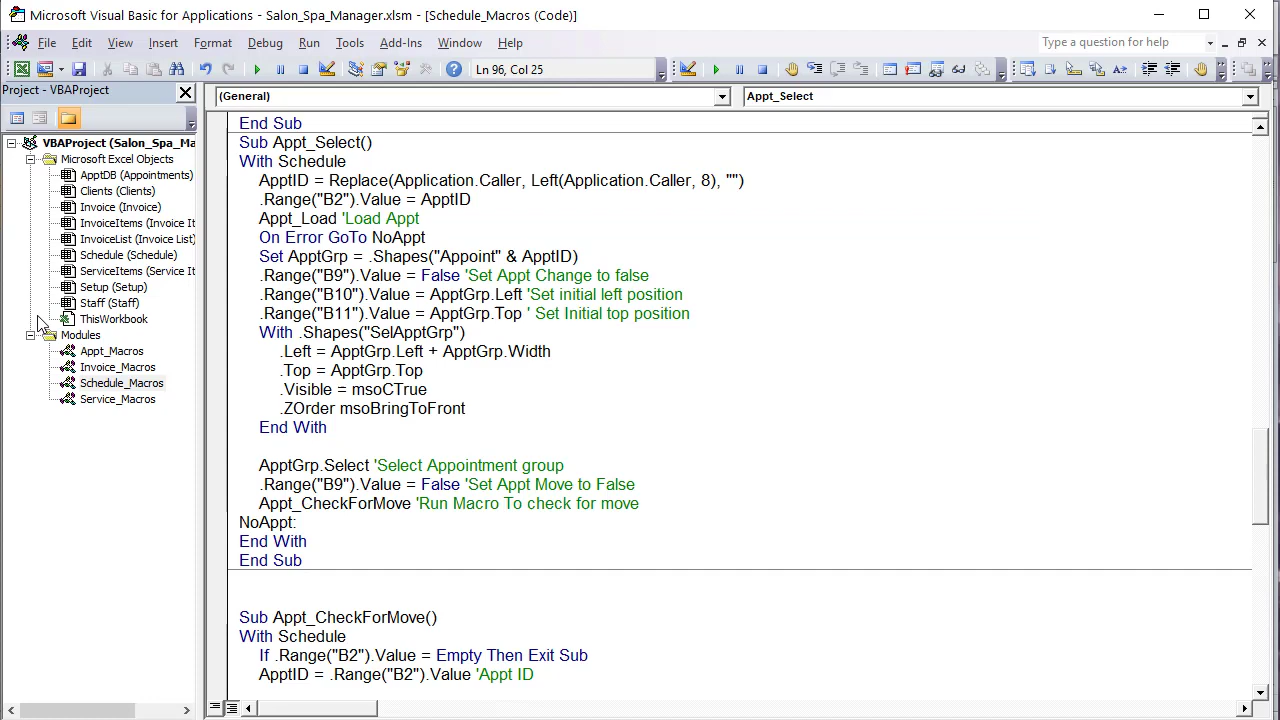 Microsoft Visual Basic for Applications - Salon_Spa_Manager.xlsm - [Schedule_Macros (Code)]
File Edit View Insert Format Debug Run Tools Add-Ins Window Help
Type a question for help
Ln 96, Col 25
Project - VBAProject
(General)
Appt_Select
VBAProject (Salon_Spa_Ma
Microsoft Excel Objects
ApptDB (Appointments)
Clients (Clients)
Invoice (Invoice)
InvoiceItems (Invoice It
InvoiceList (Invoice List)
Schedule (Schedule)
ServiceItems (Service It
Setup (Setup)
Staff (Staff)
ThisWorkbook
Modules
Appt_Macros
Invoice_Macros
Schedule_Macros
Service_Macros
End Sub
Sub Appt_Select()
With Schedule
ApptID = Replace(Application.Caller, Left(Application.Caller, 8), "")
.Range("B2").Value = ApptID
Appt_Load 'Load Appt
On Error GoTo NoAppt
Set ApptGrp = .Shapes("Appoint" & ApptID)
.Range("B9").Value = False 'Set Appt Change to false
.Range("B10").Value = ApptGrp.Left 'Set initial left position
.Range("B11").Value = ApptGrp.Top ' Set Initial top position
With .Shapes("SelApptGrp")
.Left = ApptGrp.Left + ApptGrp.Width
.Top = ApptGrp.Top
.Visible = msoCTrue
.ZOrder msoBringToFront
End With
ApptGrp.Select 'Select Appointment group
.Range("B9").Value = False 'Set Appt Move to False
Appt_CheckForMove 'Run Macro To check for move
NoAppt:
End With
End Sub
Sub Appt_CheckForMove()
With Schedule
If .Range("B2").Value = Empty Then Exit Sub
ApptID = .Range("B2").Value 'Appt ID